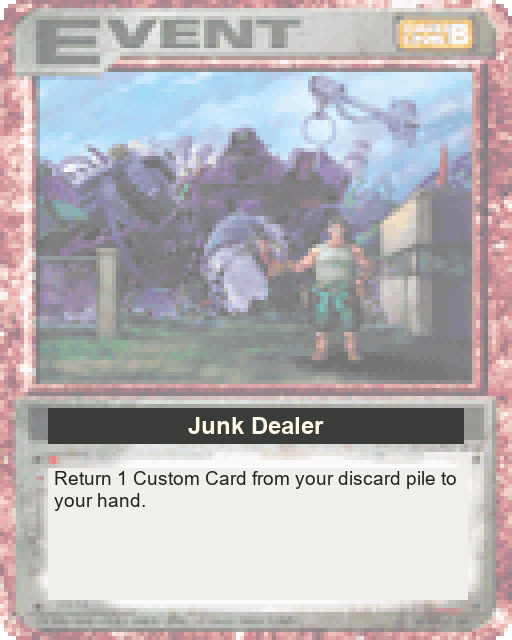 EVENT
B
Junk Dealer
Return 1 Custom Card from your discard pile to
your hand.